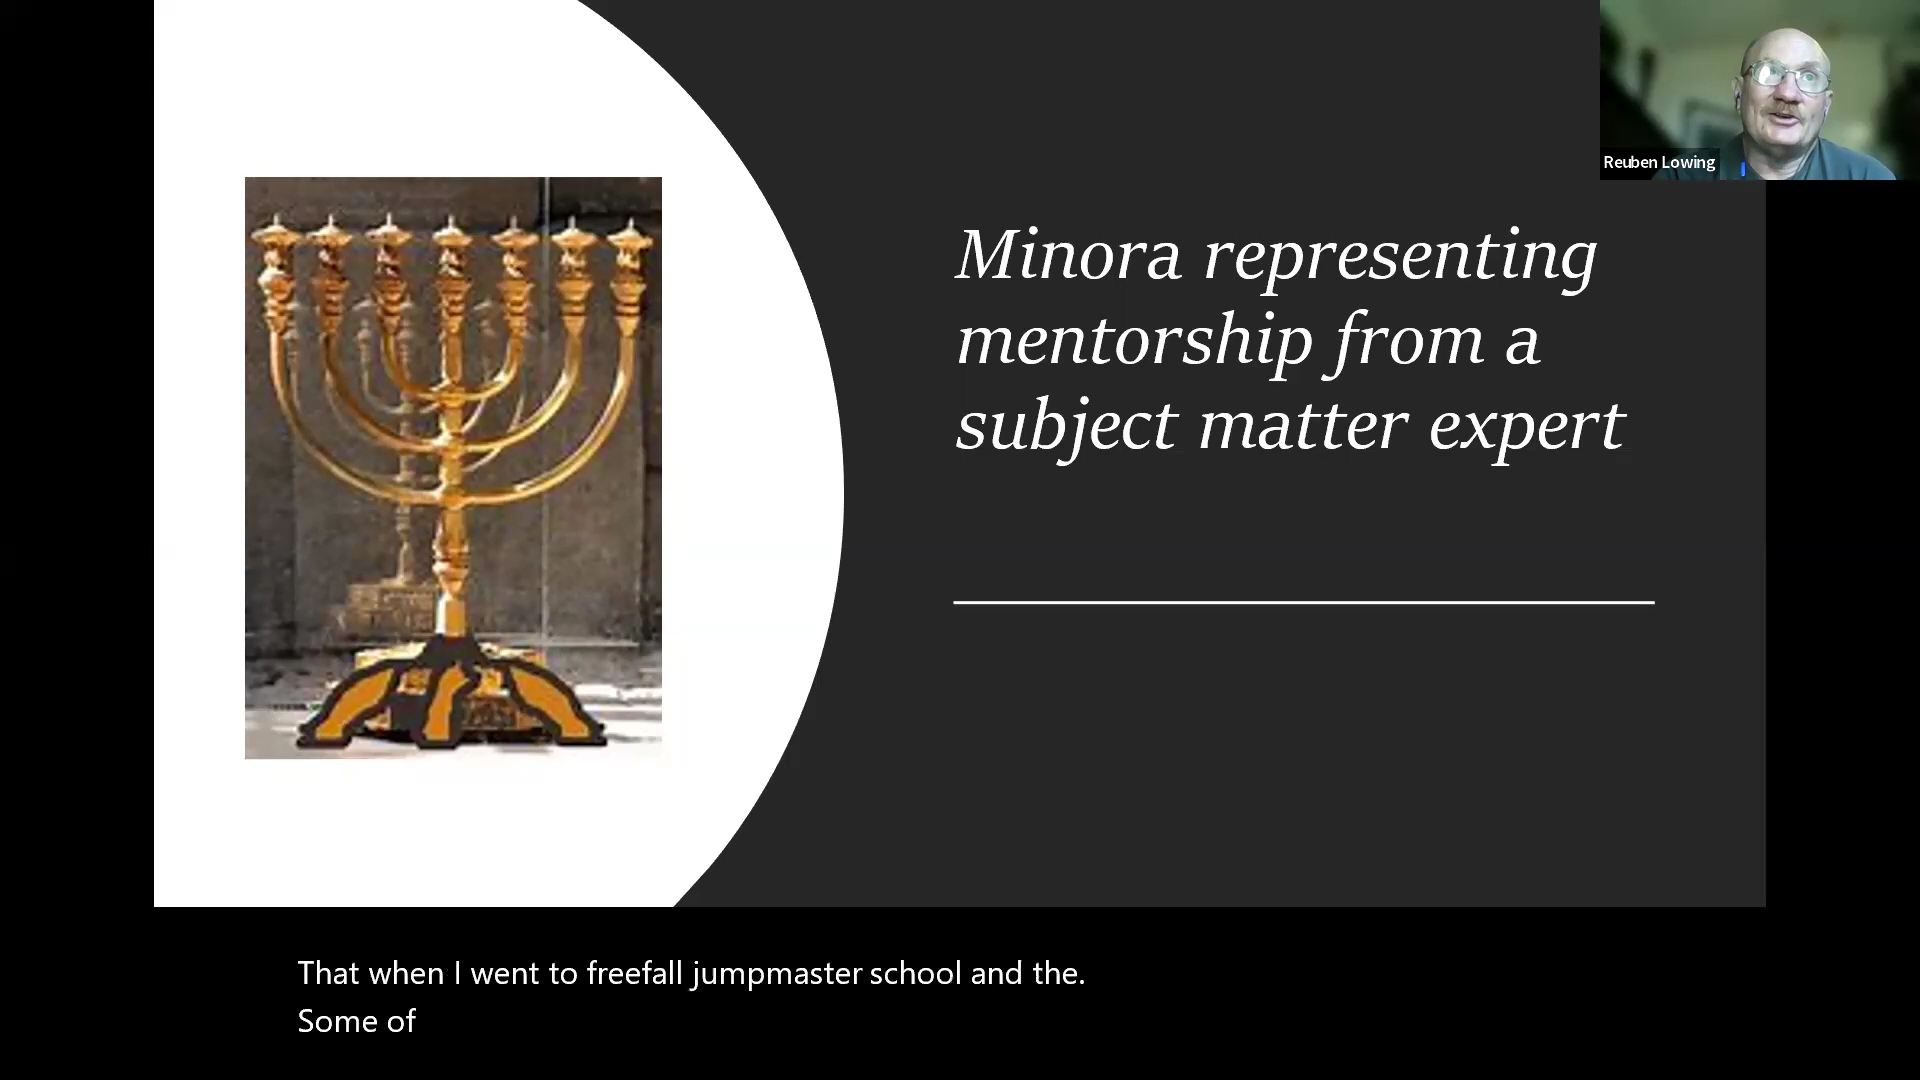 Reuben Lowing
Minora representing
mentorship from a
subject matter expert
That when I went to freefall jumpmaster school and the.
Some of